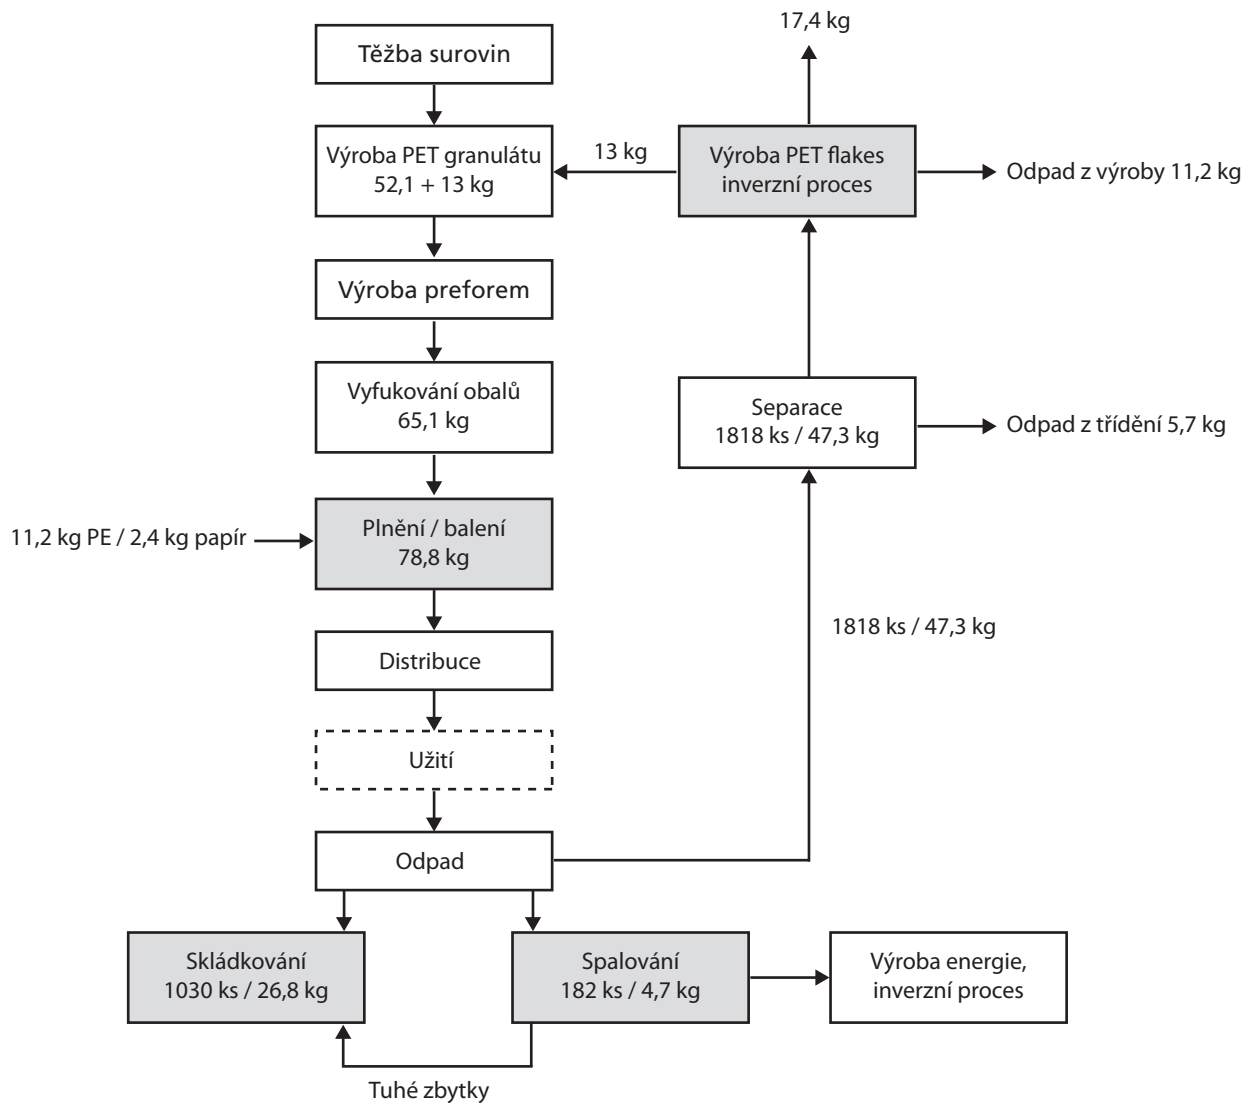 17,4 kg
Těžba surovin
Výroba PET granulátu
52,1 + 13 kg
13 kg
Výroba PET flakes
inverzní proces
Odpad z výroby 11,2 kg
Výroba preforem
Vyfukování obalů
65,1 kg
Separace
1818 ks / 47,3 kg
Odpad z třídění 5,7 kg
11,2 kg PE / 2,4 kg papír
Plnění / balení
78,8 kg
1818 ks / 47,3 kg
Distribuce
Užití
Odpad
Skládkování
1030 ks / 26,8 kg
Spalování
182 ks / 4,7 kg
Výroba energie,
inverzní proces
Tuhé zbytky